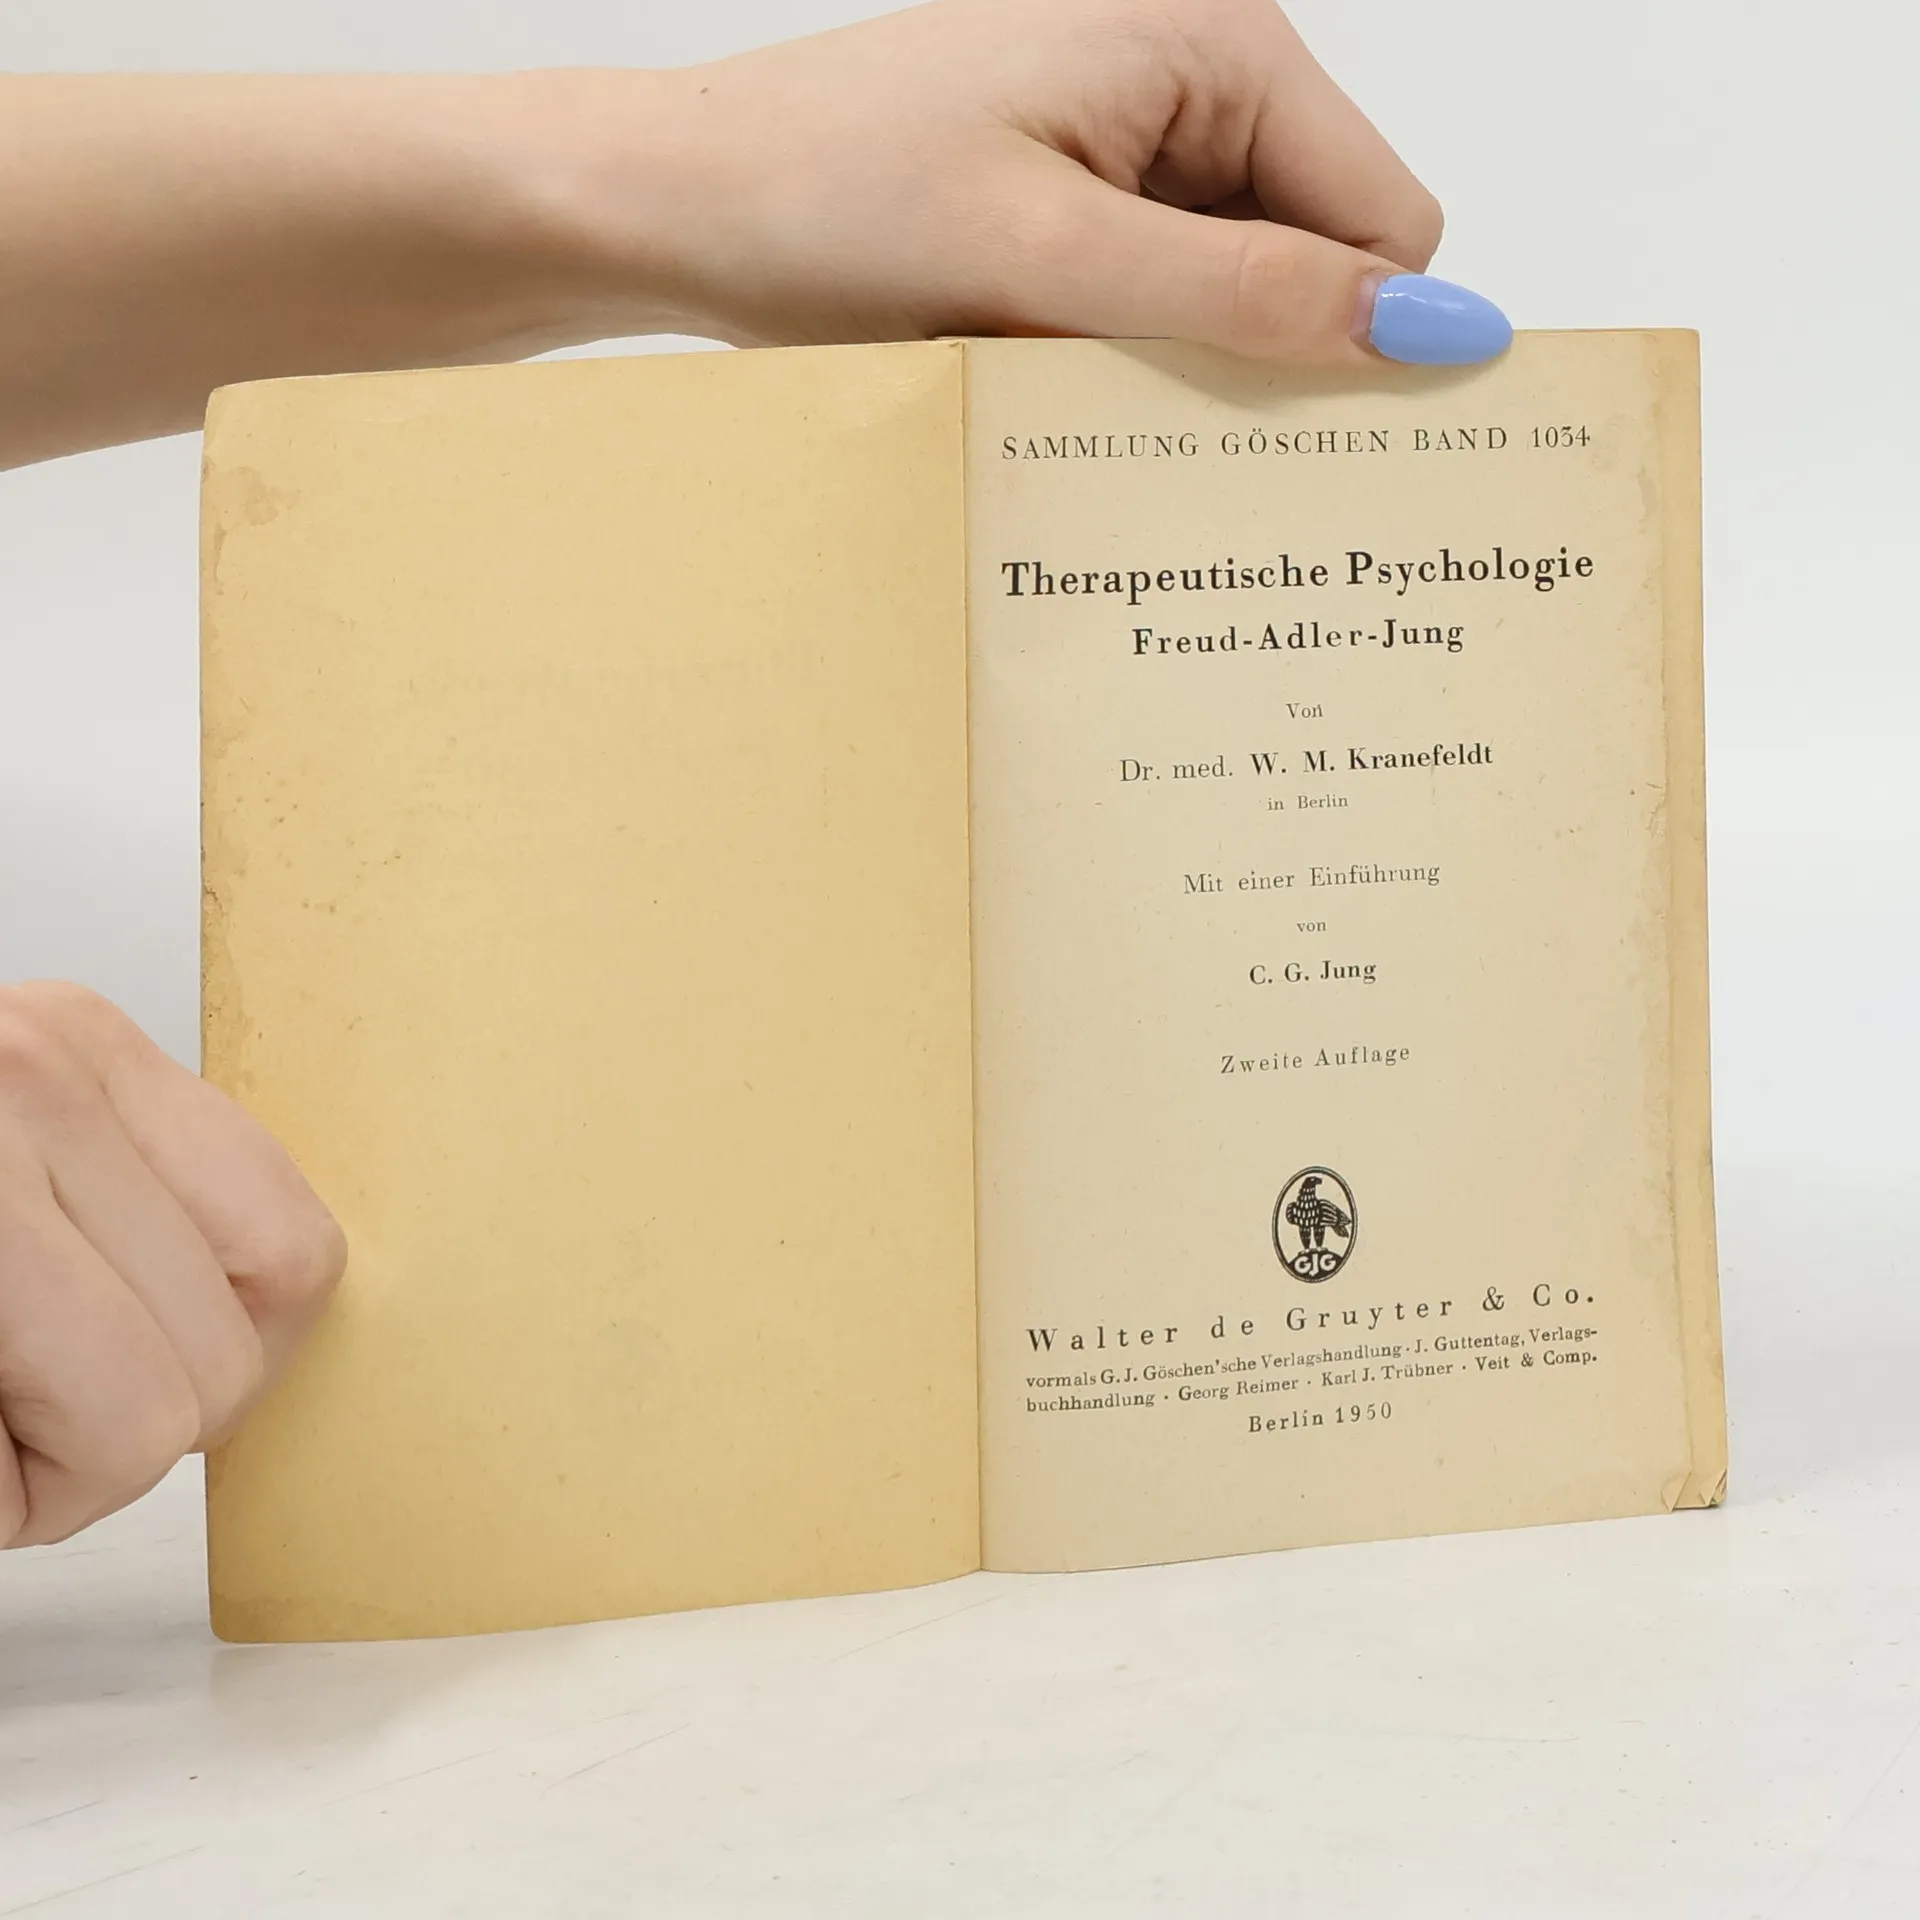 SAMMLUNG GÖSCHEN BAND 1034
Therapeutische Psychologie
Freud-Adler-Jung
Von
Dr. med. W. M. Kranefeldt
in Berlin
Mit einer Einführung
von
C. G. Jung
Zweite Auflage
GJG
Walter de Gruyter & Co.
vormals G. J. Göschen'sche Verlagshandlung · J. Guttentag, Verlags-
buchhandlung · Georg Reimer · Karl J. Trübner · Veit & Comp.
Berlin 1950